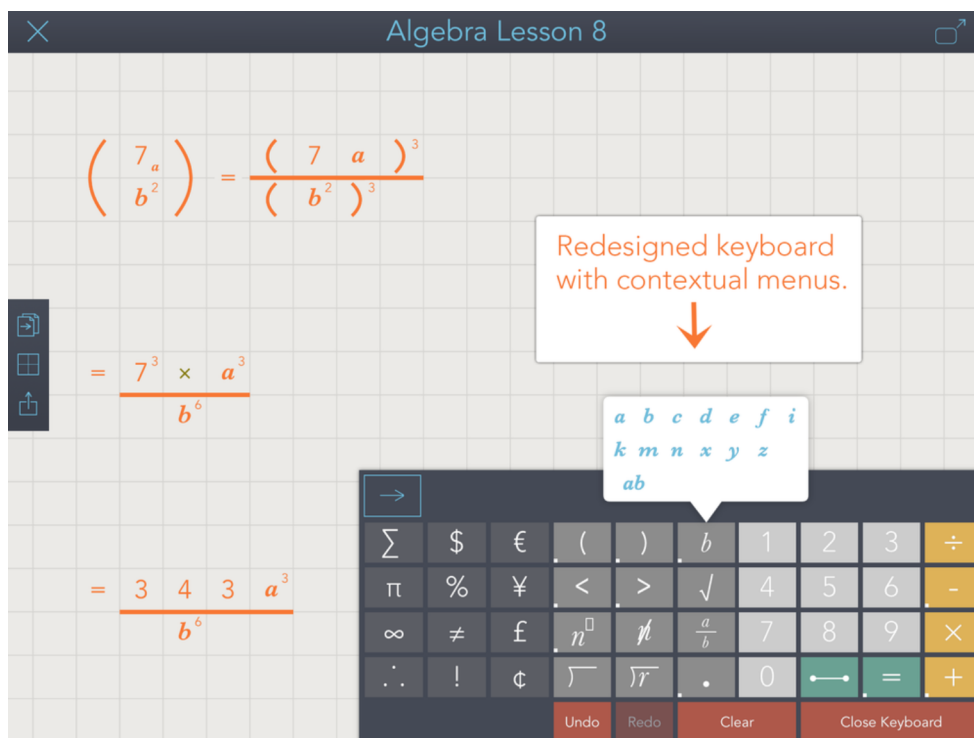 Algebra Lesson 8
( 7 a ) = ( 7 a ) 3
b 2 ( b 2 ) 3
Redesigned keyboard
with contextual menus.
= 7 3 × a 3
b 6
a b c d e f i
k m n x y z
ab
= 3 4 3 a 3
b 6
∑ $ € ( ) b 1 2 3 ÷
π % ¥ < > √ 4 5 6 -
∞ ≠ £ n n a/b 7 8 9 ×
∴ ! ¢ r . 0 = +
Undo Redo Clear Close Keyboard